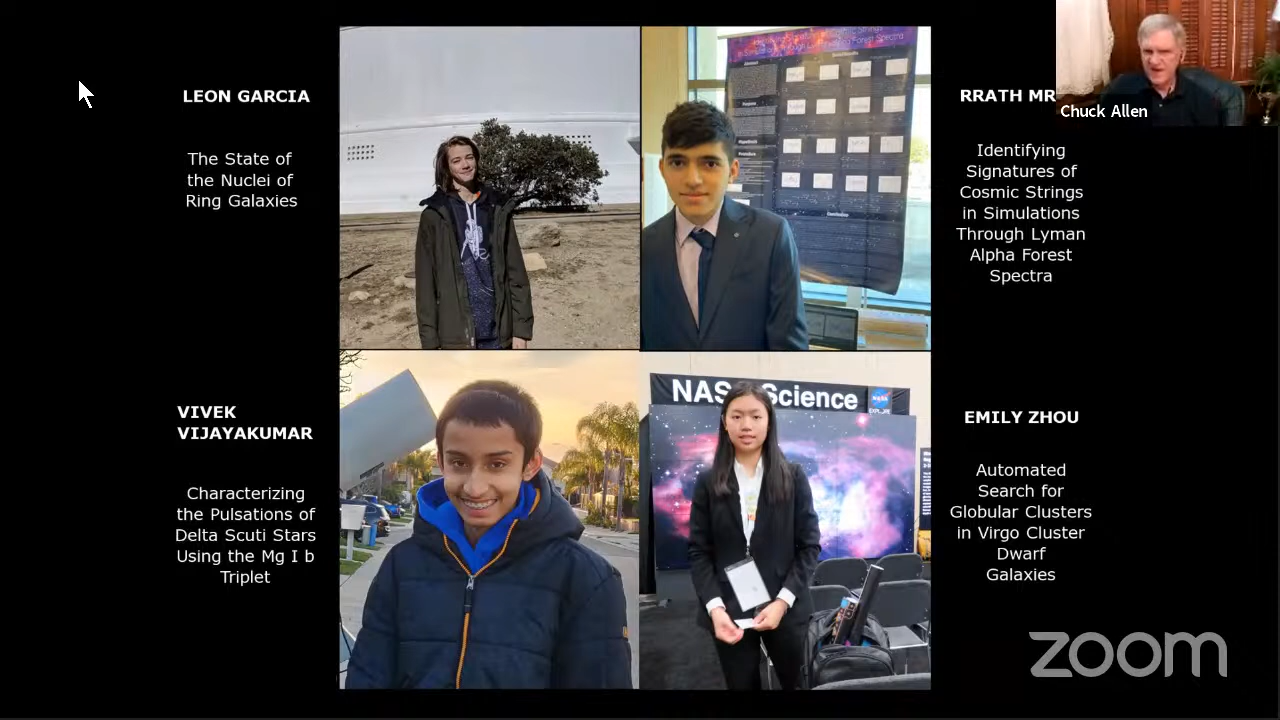 LEON GARCIA
The State of
the Nuclei of
Ring Galaxies
RRATH MR
Chuck Allen
Identifying
Signatures of
Cosmic Strings
in Simulations
Through Lyman
Alpha Forest
Spectra
VIVEK
VIJAYAKUMAR
Characterizing
the Pulsations of
Delta Scuti Stars
Using the Mg I b
Triplet
NAS Science
NASA
EXPLORE
EMILY ZHOU
Automated
Search for
Globular Clusters
in Virgo Cluster
Dwarf
Galaxies
zoom